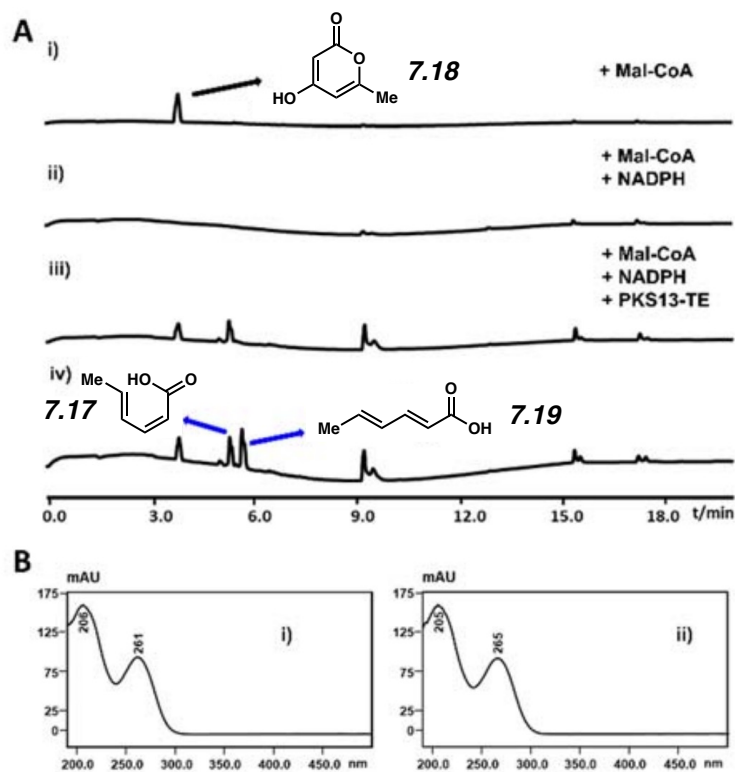 A
i)
O
O
HO
Me
7.18
+ Mal-CoA
ii)
+ Mal-CoA
+ NADPH
iii)
+ Mal-CoA
+ NADPH
+ PKS13-TE
iv)
Me
HO
O
7.17
Me
O
OH
7.19
0.0 3.0 6.0 9.0 12.0 15.0 18.0 t/min
B
mAU
175
125
75
25
0
206
261
i)
200.0 250.0 300.0 350.0 400.0 450.0 nm
mAU
175
125
75
25
0
205
265
ii)
200.0 250.0 300.0 350.0 400.0 450.0 nm